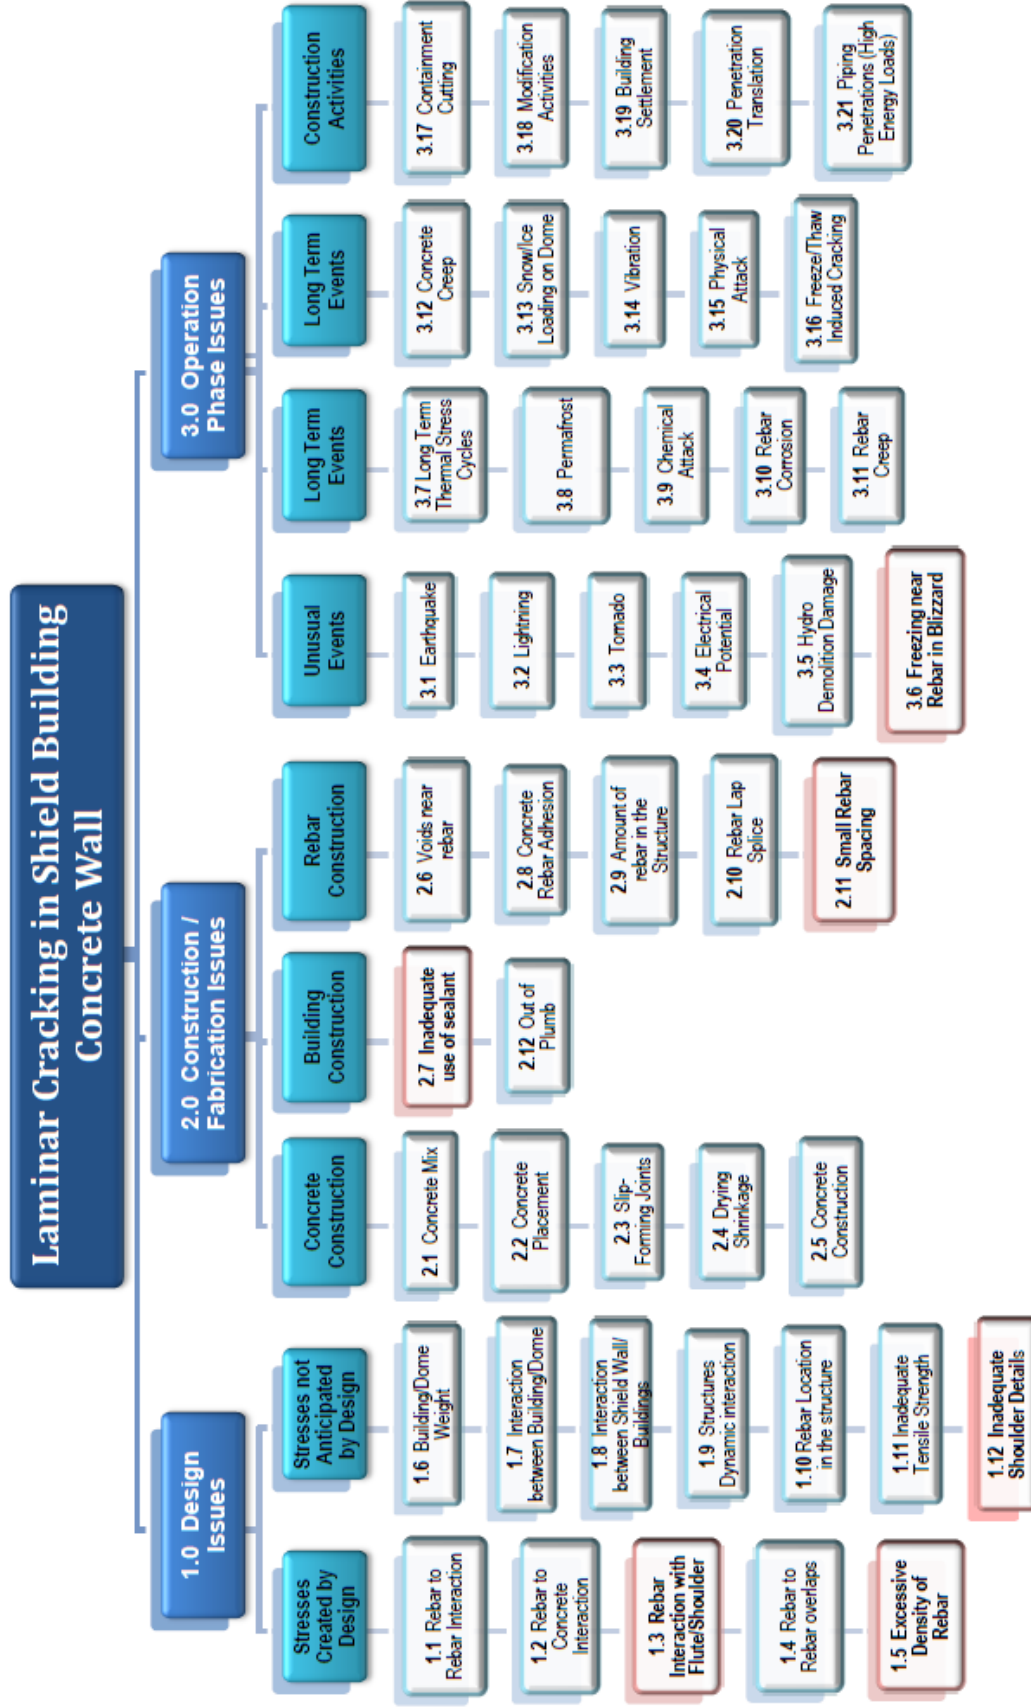 Laminar Cracking in Shield Building
Concrete Wall
1.0 Design
Issues
2.0 Construction /
Fabrication Issues
3.0 Operation
Phase Issues
Stresses
Created by
Design
1.1 Rebar to
Rebar Interaction
1.2 Rebar to
Concrete
Interaction
1.3 Rebar
Interaction with
Flute/Shoulder
1.4 Rebar to
Rebar overlaps
1.5 Excessive
Density of
Rebar
Stresses not
Anticipated
by Design
1.6 Building/Dome
Weight
1.7 Interaction
between Building/Dome
1.8 Interaction
between Shield Wall/
Buildings
1.9 Structures
Dynamic interaction
1.10 Rebar Location
in the structure
1.11 Inadequate
Tensile Strength
1.12 Inadequate
Shoulder Details
Concrete
Construction
2.1 Concrete Mix
2.2 Concrete
Placement
2.3 Slip-
Forming Joints
2.4 Drying
Shrinkage
2.5 Concrete
Construction
Building
Construction
2.7 Inadequate
use of sealant
2.12 Out of
Plumb
Rebar
Construction
2.6 Voids near
rebar
2.8 Concrete
Rebar Adhesion
2.9 Amount of
rebar in the
Structure
2.10 Rebar Lap
Splice
2.11 Small Rebar
Spacing
Unusual
Events
3.1 Earthquake
3.2 Lightning
3.3 Tornado
3.4 Electrical
Potential
3.5 Hydro
Demolition Damage
3.6 Freezing near
Rebar in Blizzard
Long Term
Events
3.7 Long Term
Thermal Stress
Cycles
3.8 Permafrost
3.9 Chemical
Attack
3.10 Rebar
Corrosion
3.11 Rebar
Creep
Long Term
Events
3.12 Concrete
Creep
3.13 Snow/Ice
Loading on Dome
3.14 Vibration
3.15 Physical
Attack
3.16 Freeze/Thaw
Induced Cracking
Construction
Activities
3.17 Containment
Cutting
3.18 Modification
Activities
3.19 Building
Settlement
3.20 Penetration
Translation
3.21 Piping
Penetrations (High
Energy Loads)